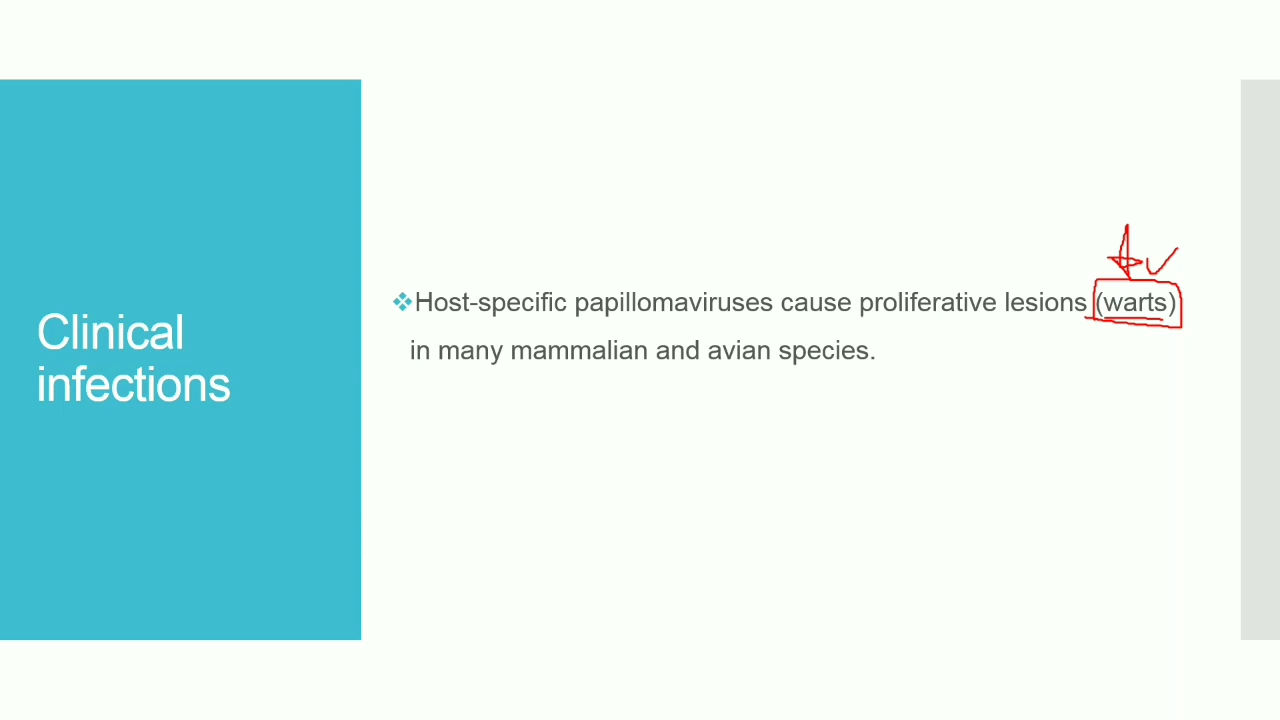 Clinical
infections
❖Host-specific papillomaviruses cause proliferative lesions (warts)
in many mammalian and avian species.